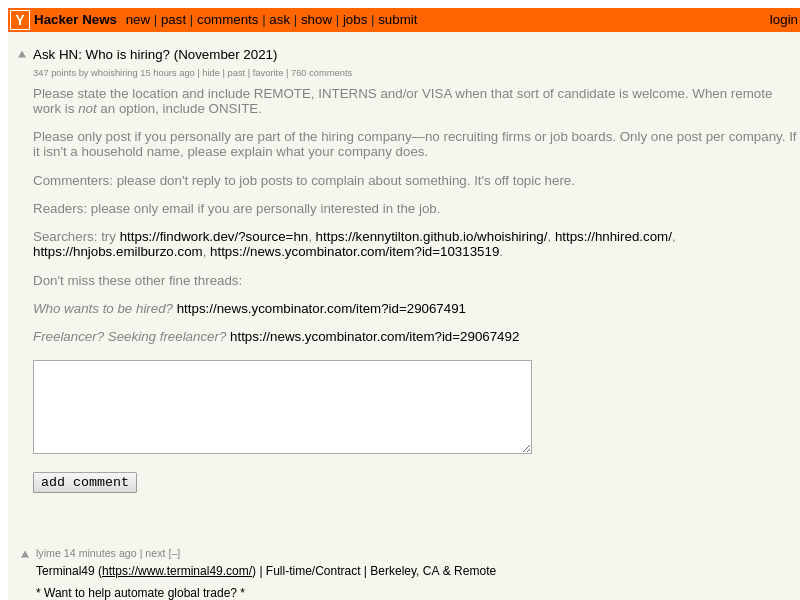 Y Hacker News new | past | comments | ask | show | jobs | submit login
Ask HN: Who is hiring? (November 2021)
347 points by whoishiring 15 hours ago | hide | past | favorite | 760 comments
Please state the location and include REMOTE, INTERNS and/or VISA when that sort of candidate is welcome. When remote
work is not an option, include ONSITE.
Please only post if you personally are part of the hiring company—no recruiting firms or job boards. Only one post per company. If
it isn't a household name, please explain what your company does.
Commenters: please don't reply to job posts to complain about something. It's off topic here.
Readers: please only email if you are personally interested in the job.
Searchers: try https://findwork.dev/?source=hn, https://kennytilton.github.io/whoishiring/, https://hnhired.com/,
https://hnjobs.emilburzo.com, https://news.ycombinator.com/item?id=10313519.
Don't miss these other fine threads:
Who wants to be hired? https://news.ycombinator.com/item?id=29067491
Freelancer? Seeking freelancer? https://news.ycombinator.com/item?id=29067492
add comment
lyime 14 minutes ago | next [–]
Terminal49 (https://www.terminal49.com/) | Full-time/Contract | Berkeley, CA & Remote
* Want to help automate global trade? *